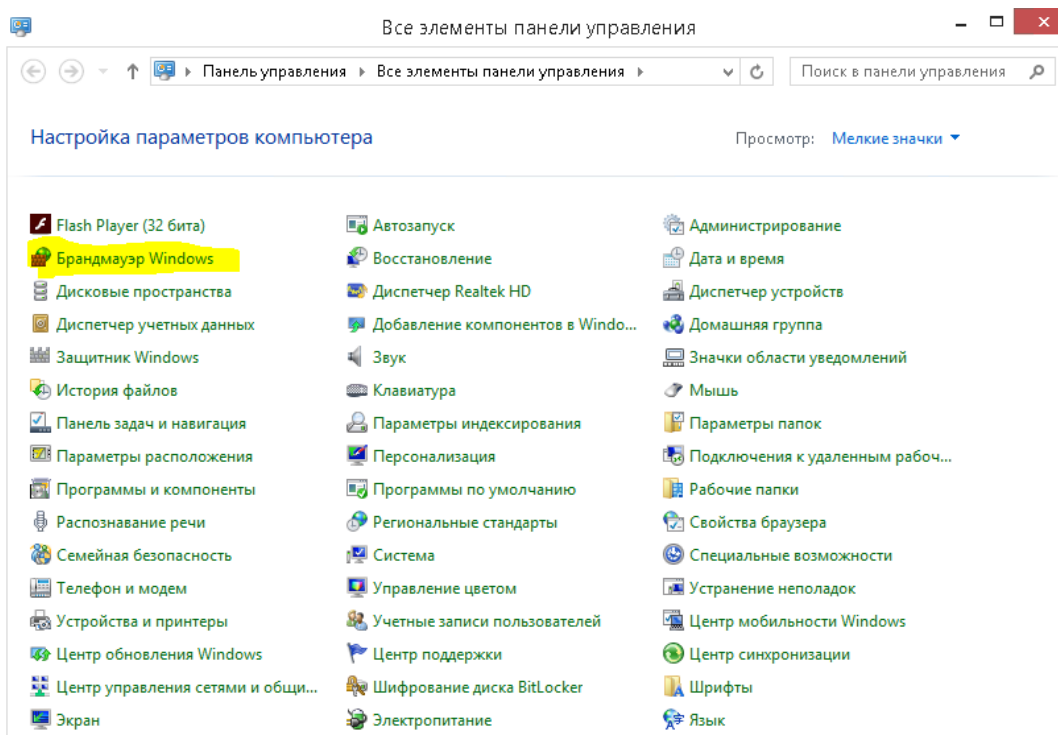 Все элементы панели управления
Панель управления Все элементы панели управления Поиск в панели управления
Настройка параметров компьютера Просмотр: Мелкие значки
Flash Player (32 бита) Автозапуск Администрирование
Брандмауэр Windows Восстановление Дата и время
Дисковые пространства Диспетчер Realtek HD Диспетчер устройств
Диспетчер учетных данных Добавление компонентов в Windo... Домашняя группа
Защитник Windows Звук Значки области уведомлений
История файлов Клавиатура Мышь
Панель задач и навигация Параметры индексирования Параметры папок
Параметры расположения Персонализация Подключения к удаленным рабоч...
Программы и компоненты Программы по умолчанию Рабочие папки
Распознавание речи Региональные стандарты Свойства браузера
Семейная безопасность Система Специальные возможности
Телефон и модем Управление цветом Устранение неполадок
Устройства и принтеры Учетные записи пользователей Центр мобильности Windows
Центр обновления Windows Центр поддержки Центр синхронизации
Центр управления сетями и общи... Шифрование диска BitLocker Шрифты
Экран Электропитание Язык